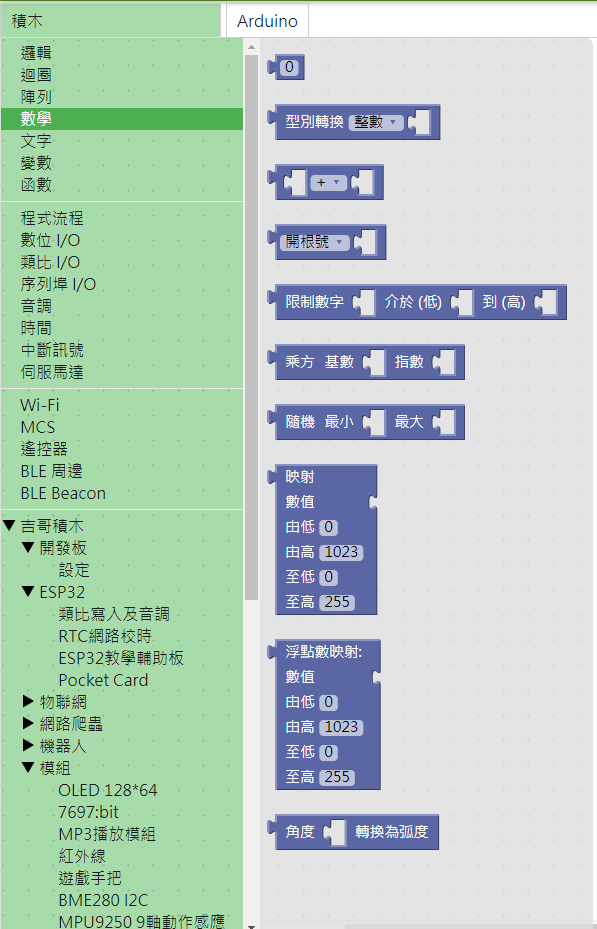 積木
Arduino
邏輯
迴圈
陣列
數學
文字
變數
函數
程式流程
數位 I/O
類比 I/O
序列埠 I/O
音調
時間
中斷訊號
伺服馬達
Wi-Fi
MCS
遙控器
BLE 周邊
BLE Beacon
吉哥積木
開發板
設定
ESP32
類比寫入及音調
RTC網路校時
ESP32教學輔助板
Pocket Card
物聯網
網路爬蟲
機器人
模組
OLED 128*64
7697:bit
MP3播放模組
紅外線
遊戲手把
BME280 I2C
MPU9250 9軸動作感應
0
型別轉換 整數
+
開根號
限制數字 介於 (低) 到 (高)
乘方 基數 指數
隨機 最小 最大
映射
數值
由低 0
由高 1023
至低 0
至高 255
浮點數映射:
數值
由低 0
由高 1023
至低 0
至高 255
角度 轉換為弧度